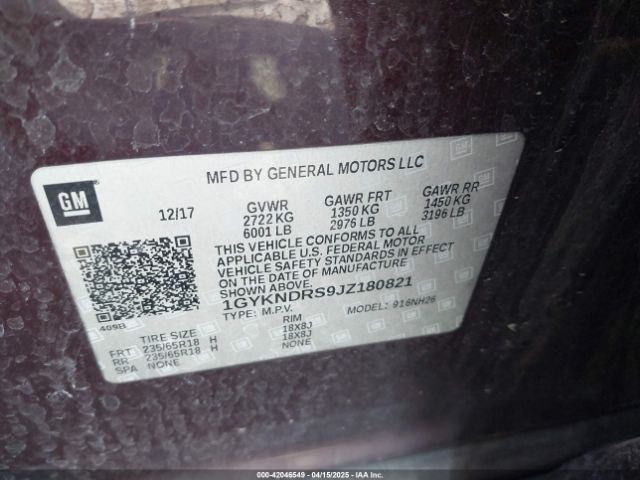 MFD BY GENERAL MOTORS LLC
GM
12/17
GVWR
2722 KG
6001 LB
GAWR FRT
1350 KG
2976 LB
GAWR RR
1450 KG
3196 LB
THIS VEHICLE CONFORMS TO ALL
APPLICABLE U.S. FEDERAL MOTOR
VEHICLE SAFETY STANDARDS IN EFFECT
ON THE DATE OF MANUFACTURE
SHOWN ABOVE.
1GYKNDRS9JZ180821
TYPE: M.P.V.
MODEL: 918NH26
409B
TIRE SIZE
RIM
FRT 235/65R18 H 18X8J
RR 235/65R18 H 18X8J
SPA NONE NONE
000-42046549 - 04/15/2025 - IAA Inc.